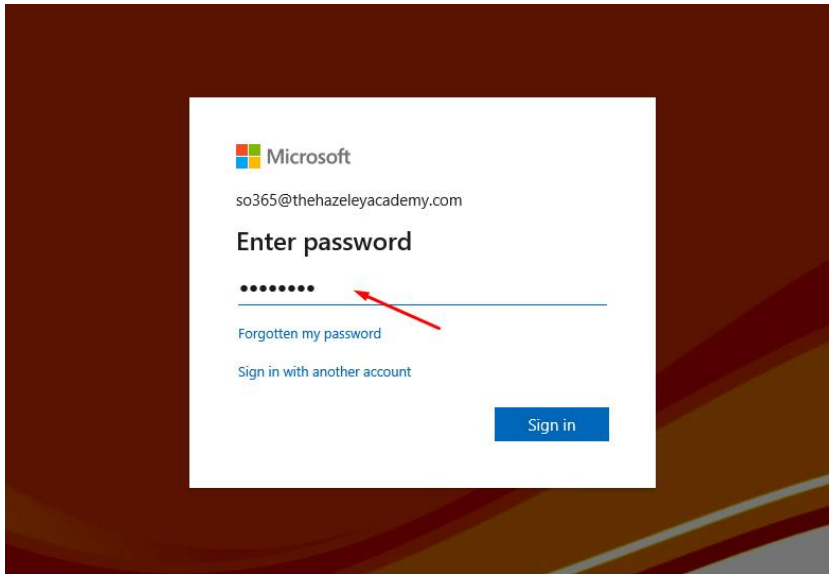 Microsoft
so365@thehazeleyacademy.com
Enter password
••••••••
Forgotten my password
Sign in with another account
Sign in